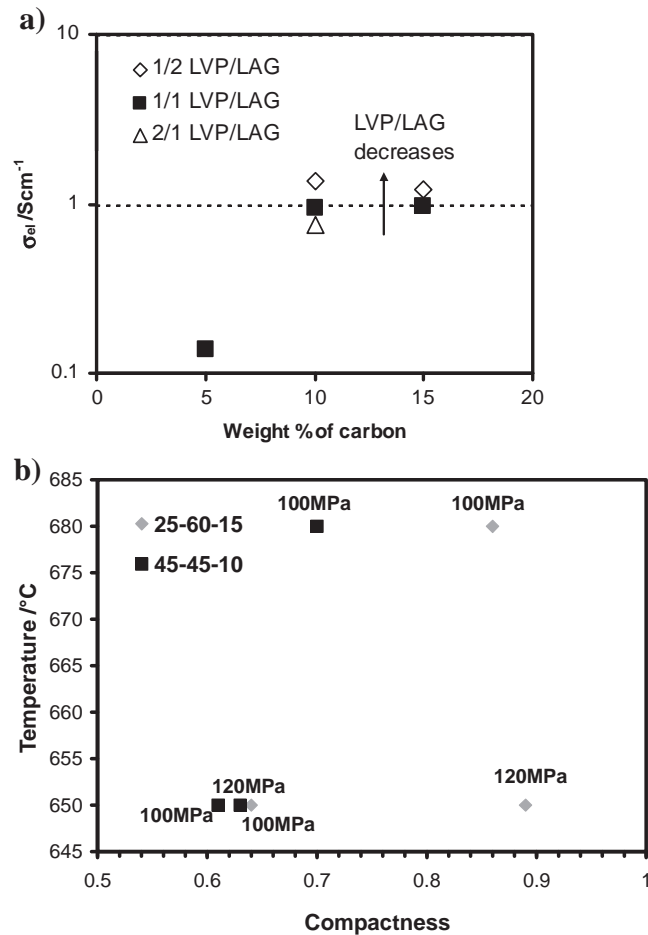 a)
10
1/2 LVP/LAG
1/1 LVP/LAG
2/1 LVP/LAG
LVP/LAG
decreases
σel /Scm-1
1
0.1
0 5 10 15 20
Weight % of carbon
b)
685
680
675
670
665
660
655
650
645
Temperature /°C
25-60-15
45-45-10
100MPa 100MPa
120MPa 120MPa
100MPa 100MPa
0.5 0.6 0.7 0.8 0.9 1
Compactness